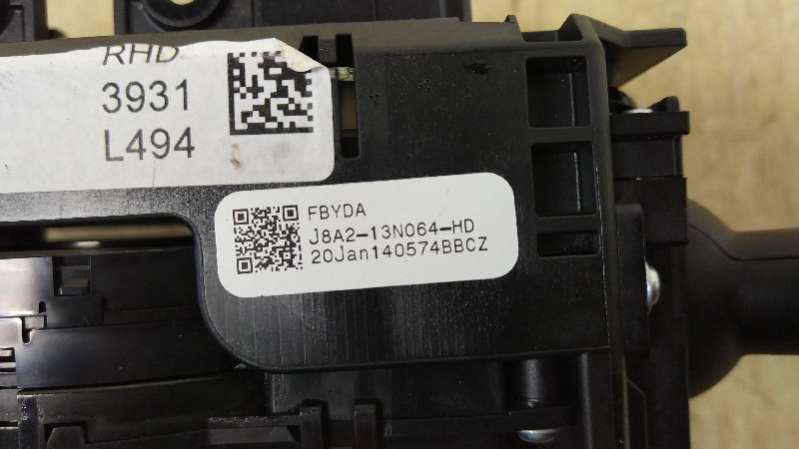 RHD
3931
L494
FBYDA
J8A2-13N064-HD
20Jan140574BBCZ